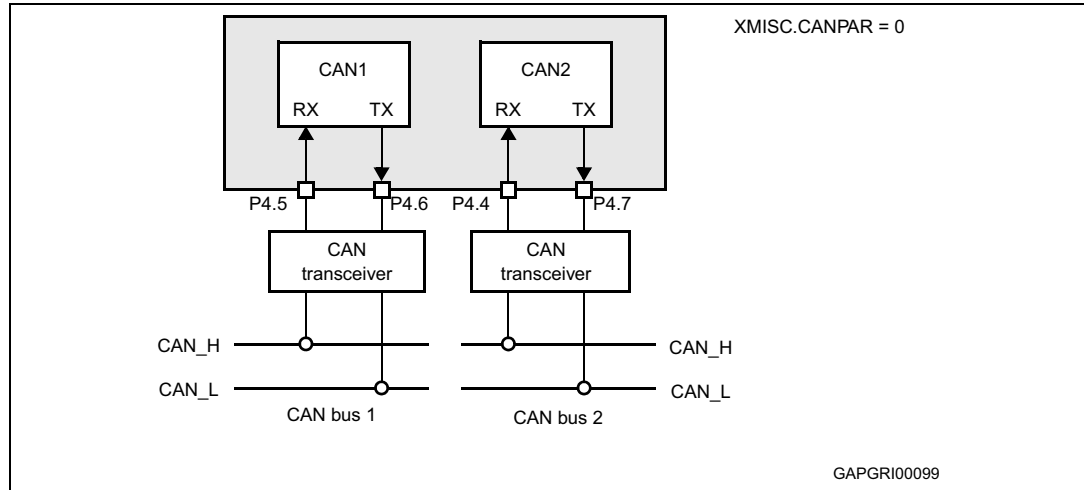 XMISC.CANPAR = 0
CAN1 CAN2
RX TX RX TX
P4.5 P4.6 P4.4 P4.7
CAN CAN
transceiver transceiver
CAN_H CAN_H
CAN_L CAN_L
CAN bus 1 CAN bus 2
GAPGRI00099